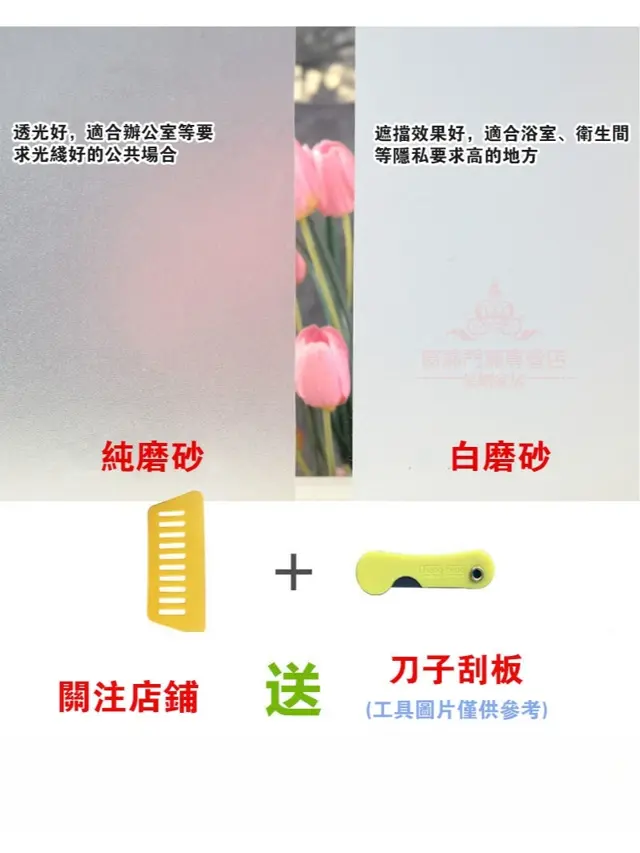 透光好，適合辦公室等要
求光綫好的公共場合
遮擋效果好，適合浴室、衛生間
等隱私要求高的地方
純磨砂
白磨砂
+
關注店鋪
送
刀子刮板
(工具圖片僅供參考)